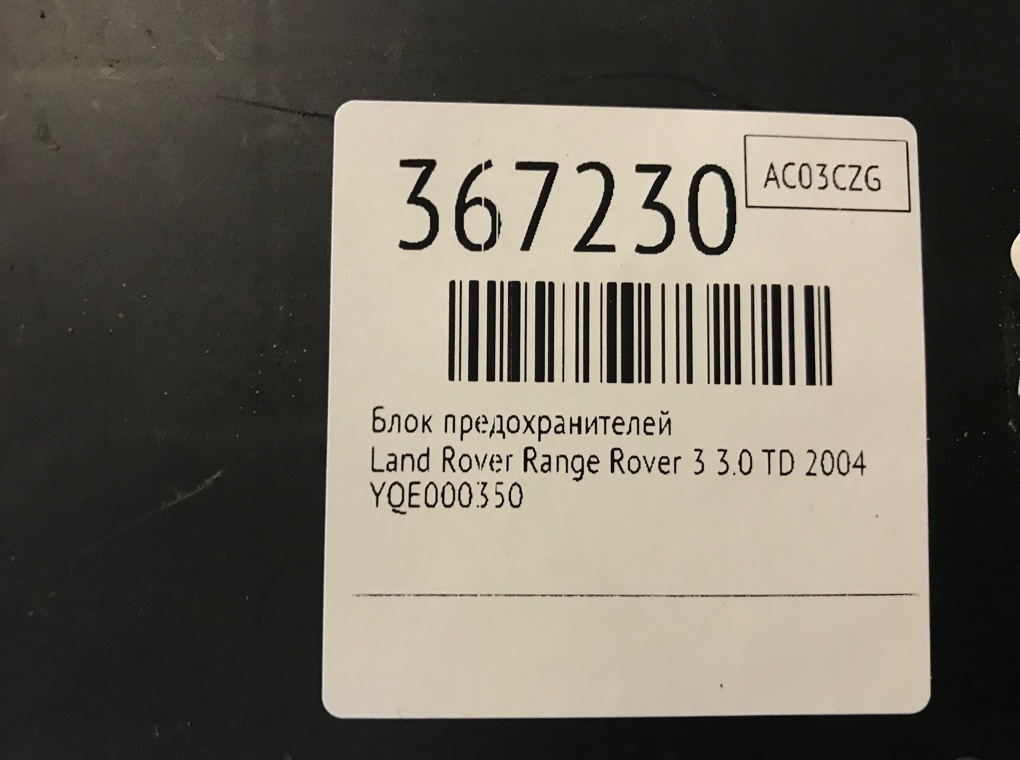 367230
AC03CZG
Блок предохранителей
Land Rover Range Rover 3 3.0 TD 2004
YQE000350